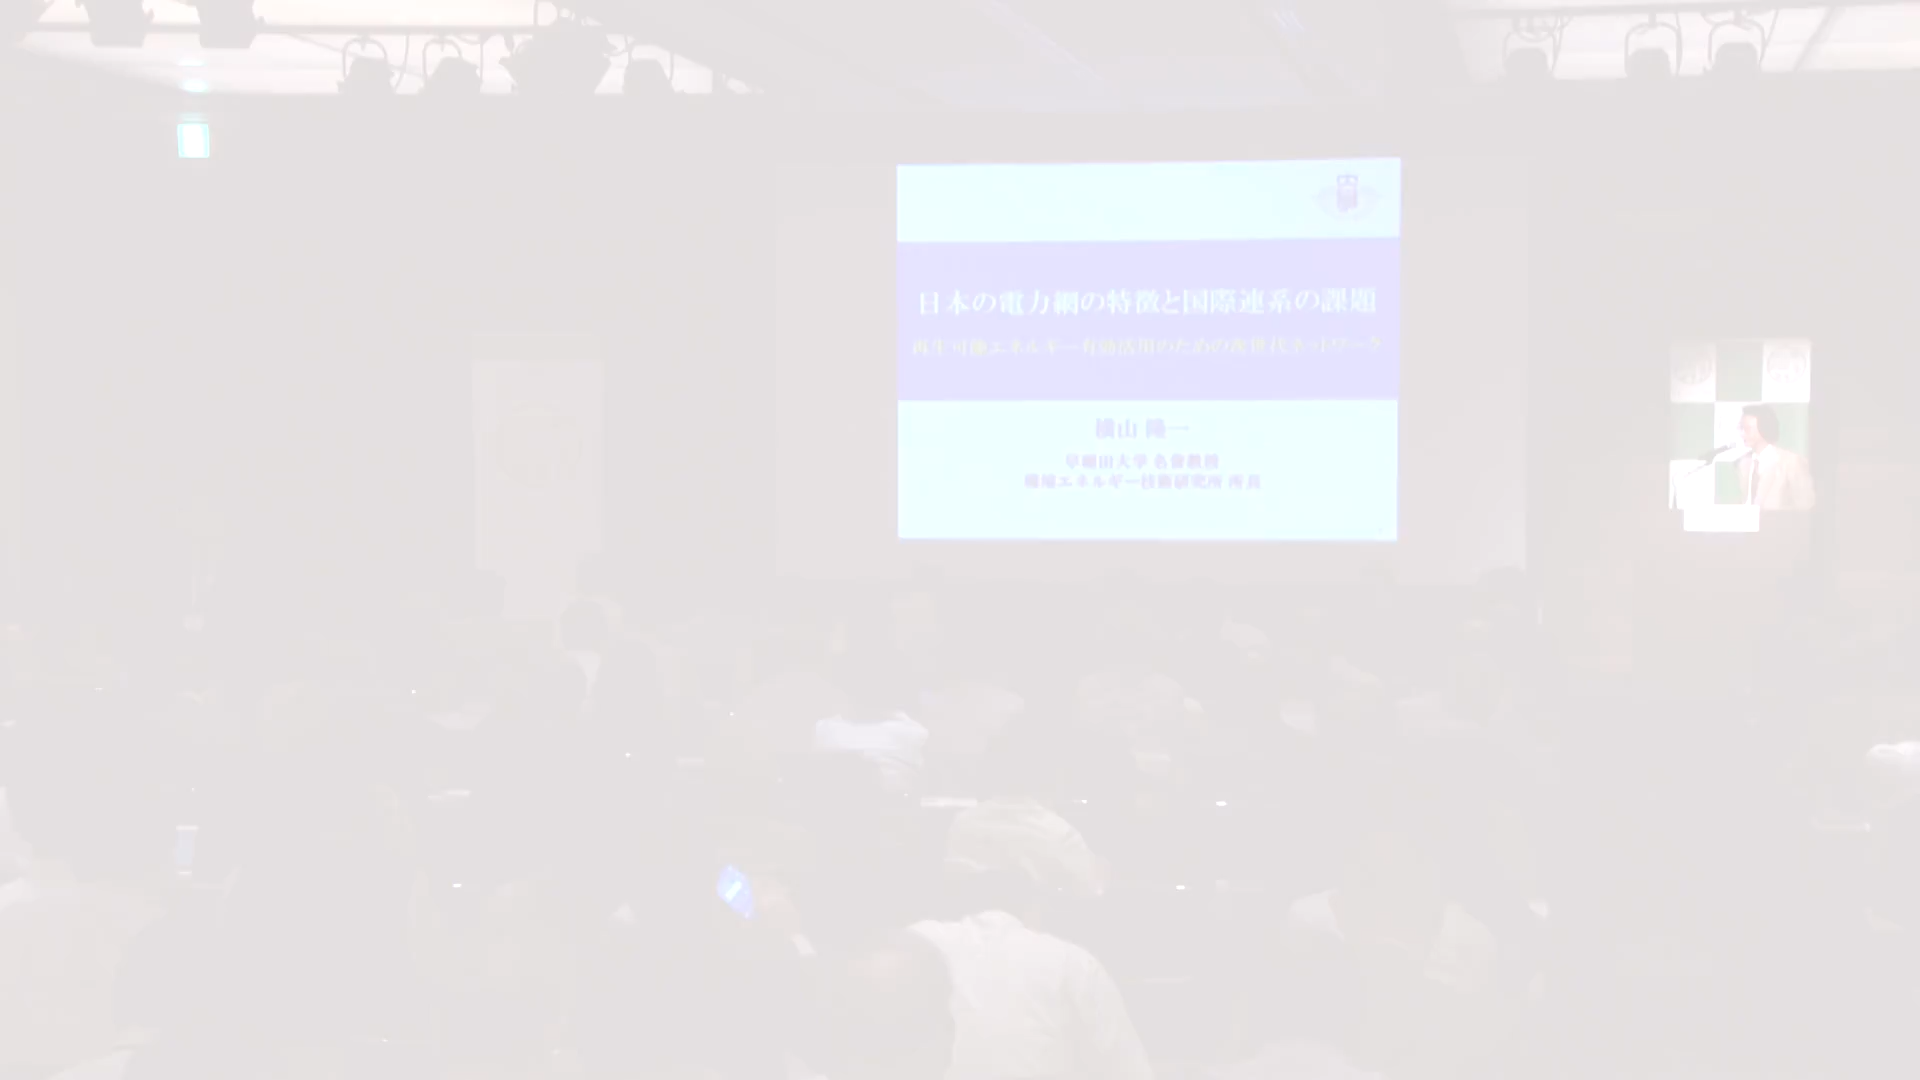 日本の電力網の特徴と国際連系の課題
再生可能エネルギー有効活用のための次世代ネットワーク
横山 隆一
早稲田大学 名誉教授
環境エネルギー技術研究所 所長